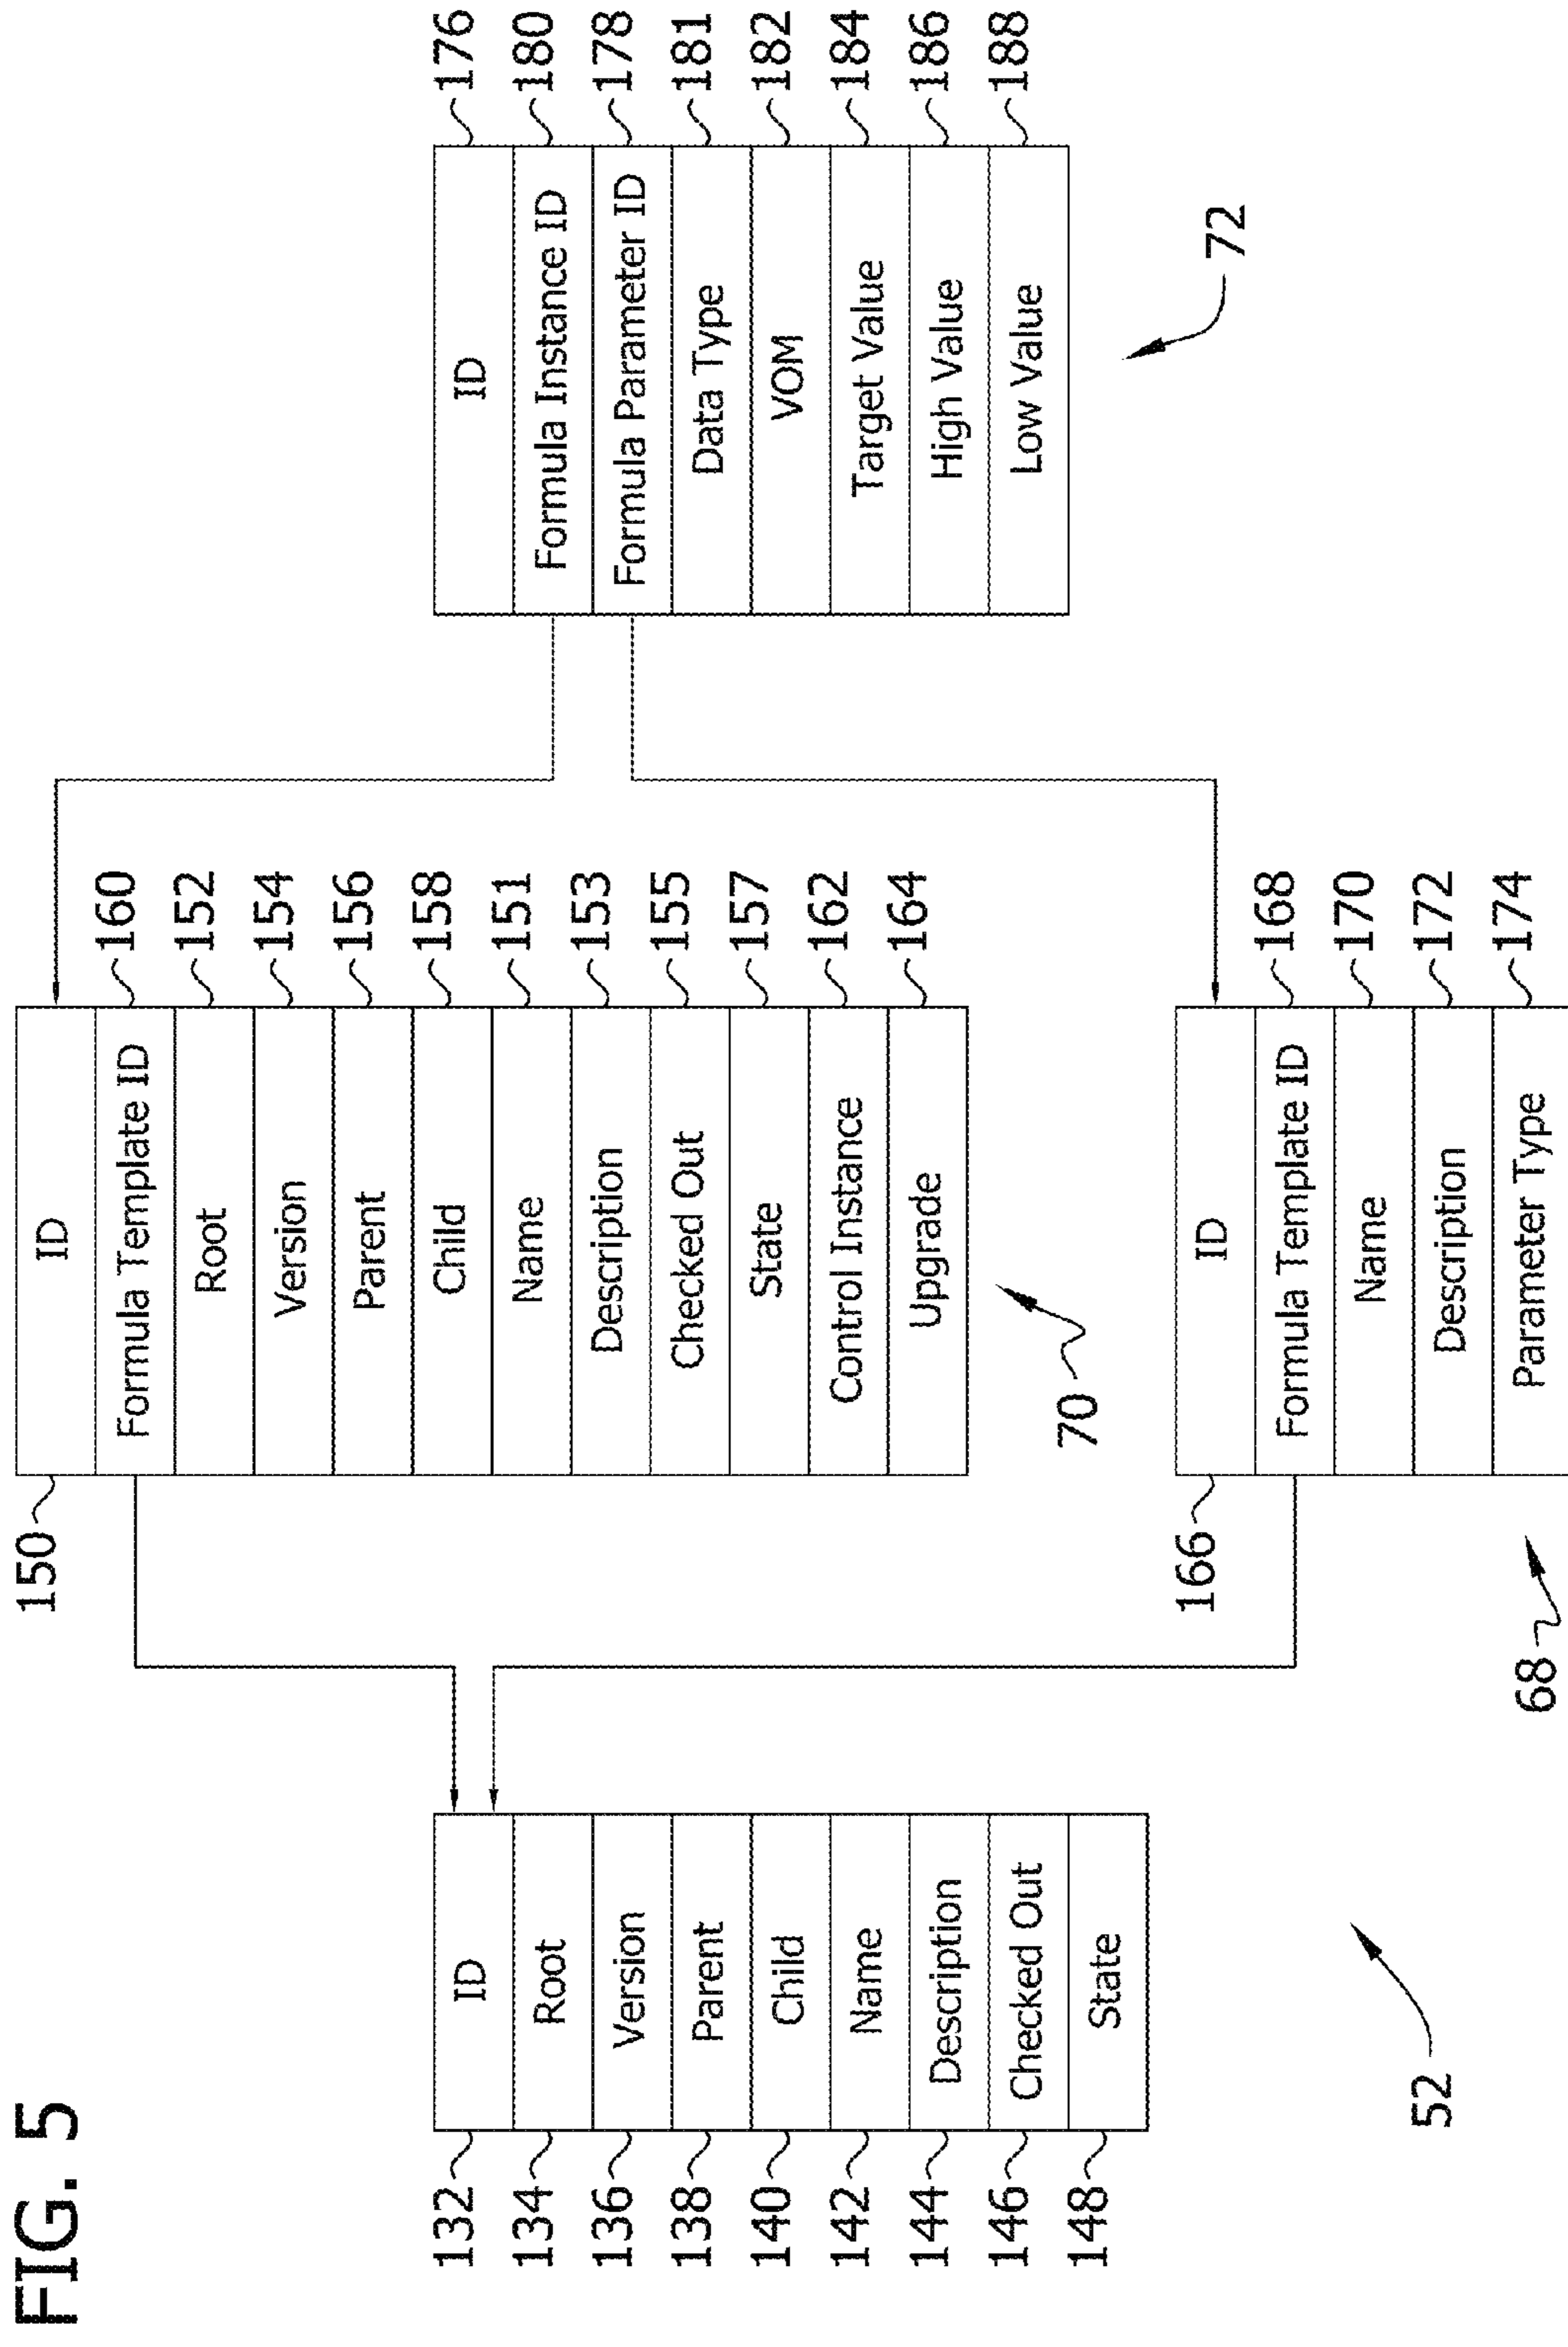 FIG. 5
132
ID
134
Root
136
Version
138
Parent
140
Child
142
Name
144
Description
146
Checked Out
148
State
52
150
ID
Formula Template ID
160
Root
152
Version
154
Parent
156
Child
158
Name
151
Description
153
Checked Out
155
State
157
Control Instance
162
Upgrade
164
70
166
ID
Formula Template ID
168
Name
170
Description
172
Parameter Type
174
68
ID
176
Formula Instance ID
180
Formula Parameter ID
178
Data Type
181
VOM
182
Target Value
184
High Value
186
Low Value
188
72